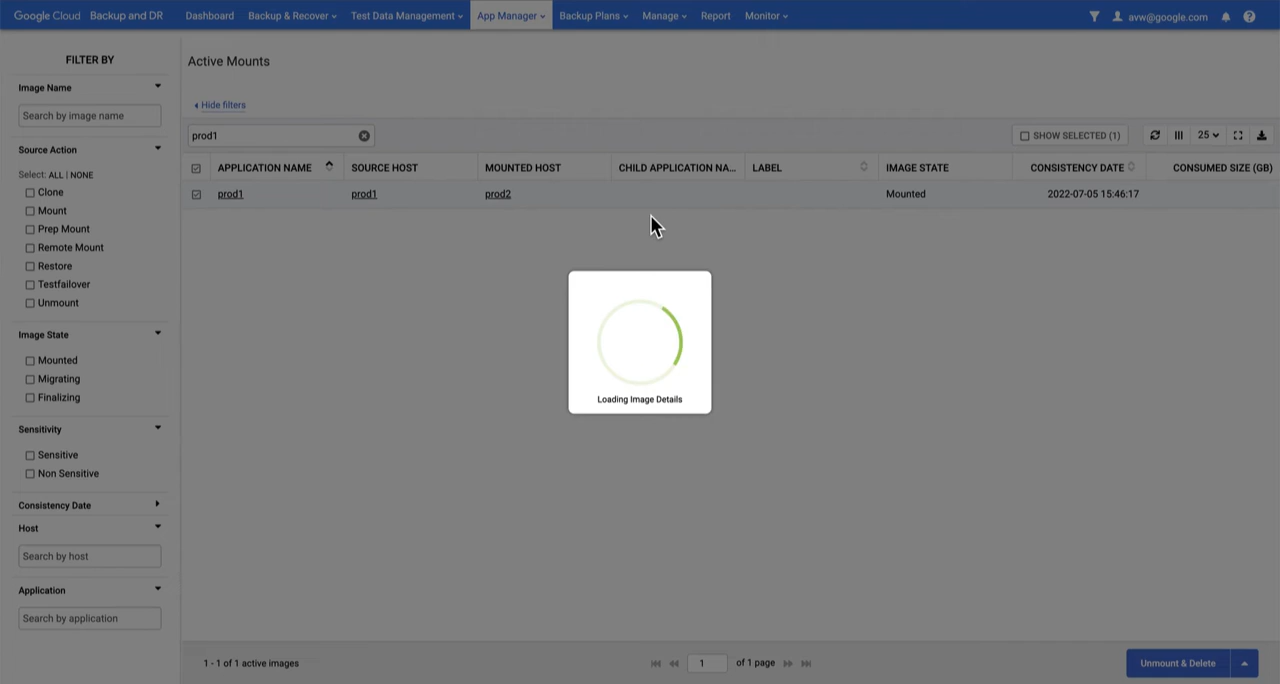 Google Cloud Backup and DR Dashboard Backup & Recover Test Data Management App Manager Backup Plans Manage Report Monitor avw@google.com
FILTER BY
Image Name
Search by image name
Source Action
Select: ALL | NONE
Clone
Mount
Prep Mount
Remote Mount
Restore
Testfailover
Unmount
Image State
Mounted
Migrating
Finalizing
Sensitivity
Sensitive
Non Sensitive
Consistency Date
Host
Search by host
Application
Search by application
Active Mounts
Hide filters
prod1 SHOW SELECTED (1) 25
APPLICATION NAME SOURCE HOST MOUNTED HOST CHILD APPLICATION NA... LABEL IMAGE STATE CONSISTENCY DATE CONSUMED SIZE (GB)
prod1 prod1 prod2 Mounted 2022-07-05 15:46:17
Loading Image Details
1 - 1 of 1 active images 1 of 1 page Unmount & Delete